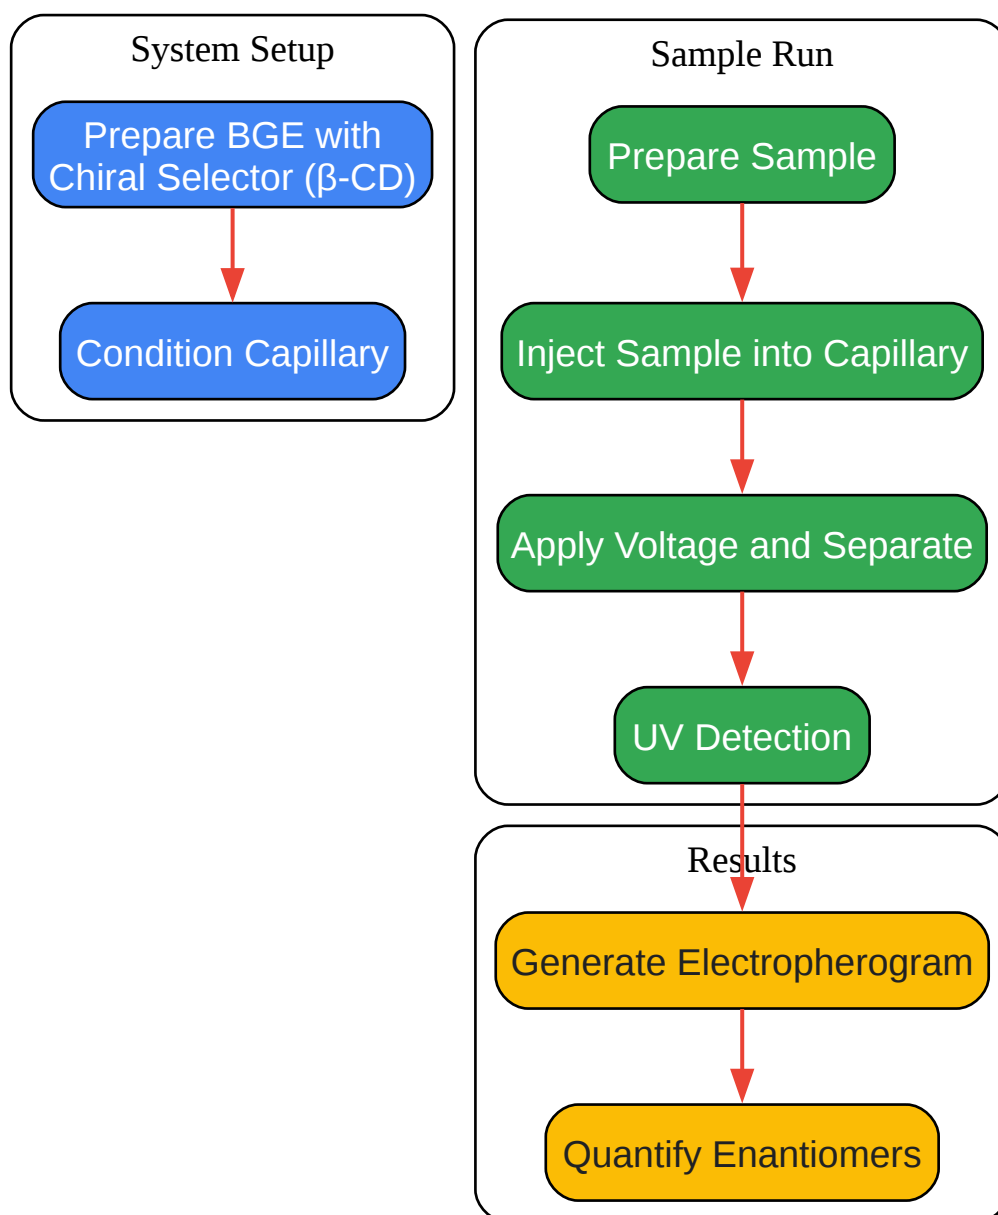 System Setup
Prepare BGE with
Chiral Selector (β-CD)
Condition Capillary
Sample Run
Prepare Sample
Inject Sample into Capillary
Apply Voltage and Separate
UV Detection
Results
Generate Electropherogram
Quantify Enantiomers